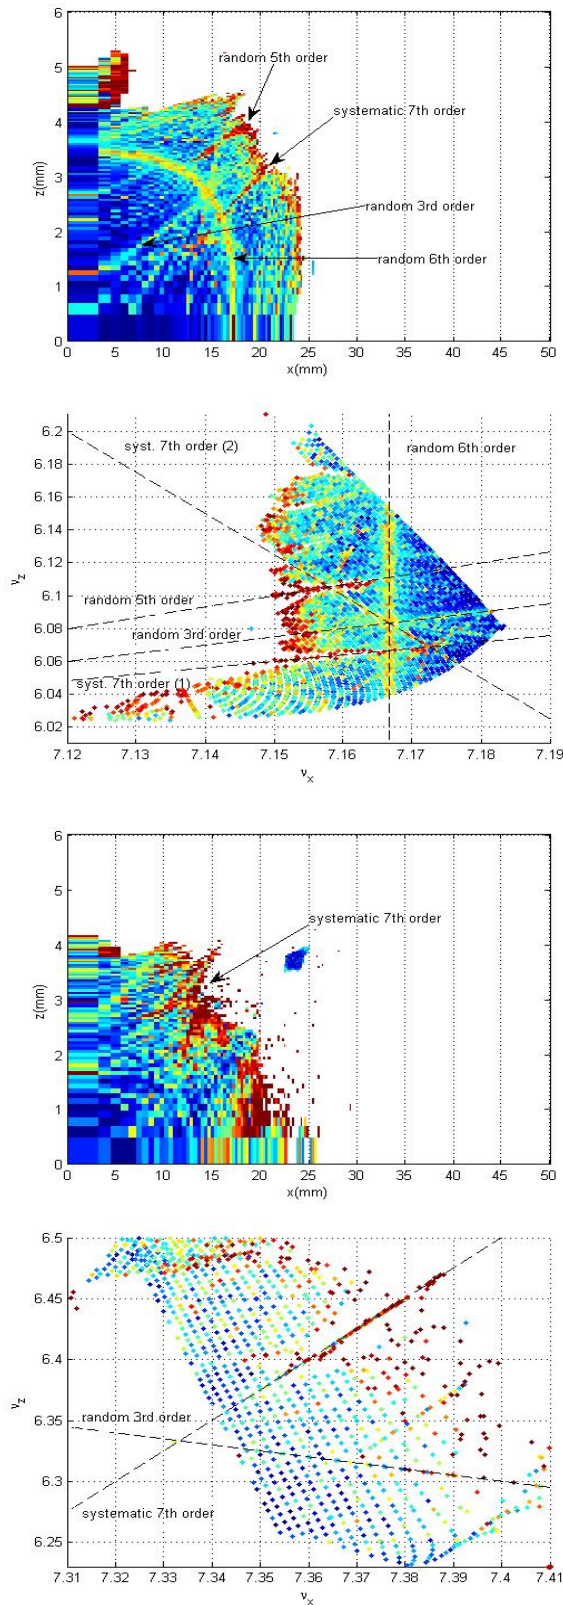 6
5
4
3
2
1
0
z(mm)
random 5th order
systematic 7th order
random 3rd order
random 6th order
0 5 10 15 20 25 30 35 40 45 50
x(mm)
6.2
6.18
6.16
6.14
6.12
6.1
6.08
6.06
6.04
6.02
νz
syst. 7th order (2)
random 6th order
random 5th order
random 3rd order
syst. 7th order (1)
7.12 7.13 7.14 7.15 7.16 7.17 7.18 7.19
νx
6
5
4
3
2
1
0
z(mm)
systematic 7th order
0 5 10 15 20 25 30 35 40 45 50
x(mm)
6.5
6.45
6.4
6.35
6.3
6.25
νz
random 3rd order
systematic 7th order
7.31 7.32 7.33 7.34 7.35 7.36 7.37 7.38 7.39 7.4 7.41
νx